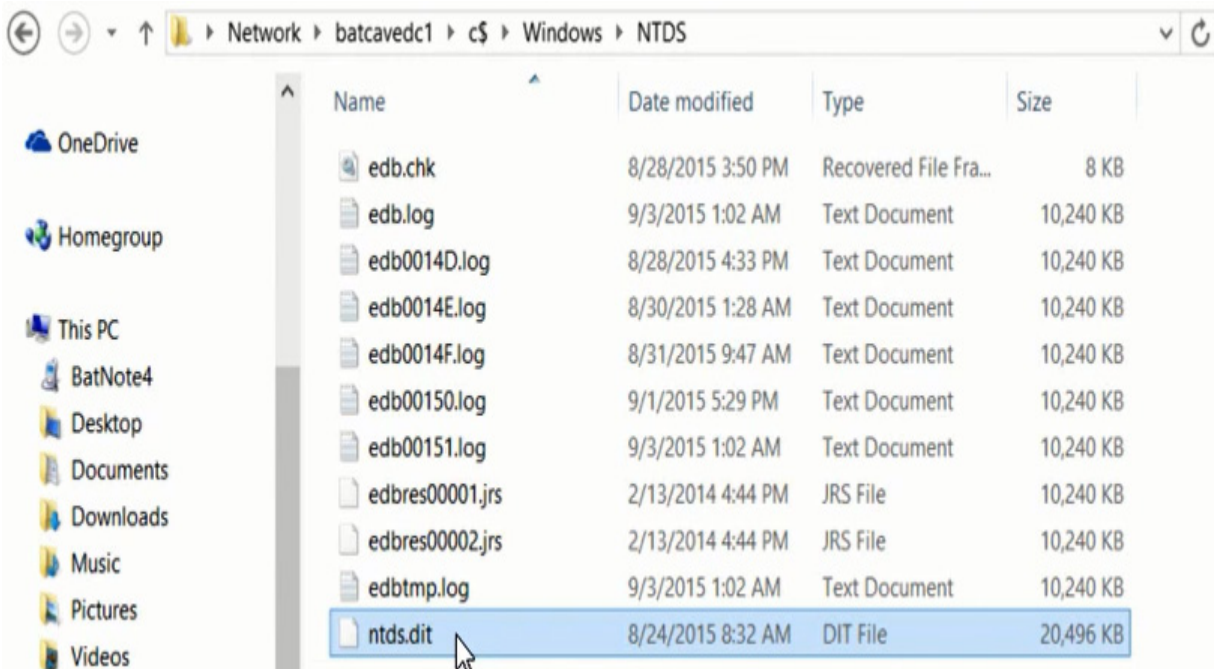 Network batcavedc1 c$ Windows NTDS
Name Date modified Type Size
OneDrive
Homegroup
This PC
BatNote4
Desktop
Documents
Downloads
Music
Pictures
Videos
edb.chk 8/28/2015 3:50 PM Recovered File Fra... 8 KB
edb.log 9/3/2015 1:02 AM Text Document 10,240 KB
edb0014D.log 8/28/2015 4:33 PM Text Document 10,240 KB
edb0014E.log 8/30/2015 1:28 AM Text Document 10,240 KB
edb0014F.log 8/31/2015 9:47 AM Text Document 10,240 KB
edb00150.log 9/1/2015 5:29 PM Text Document 10,240 KB
edb00151.log 9/3/2015 1:02 AM Text Document 10,240 KB
edbres00001.jrs 2/13/2014 4:44 PM JRS File 10,240 KB
edbres00002.jrs 2/13/2014 4:44 PM JRS File 10,240 KB
edbtmp.log 9/3/2015 1:02 AM Text Document 10,240 KB
ntds.dit 8/24/2015 8:32 AM DIT File 20,496 KB